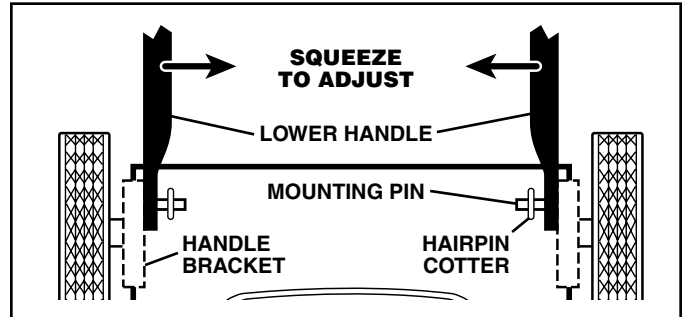 SQUEEZE
TO ADJUST
LOWER HANDLE
MOUNTING PIN
HANDLE
BRACKET
HAIRPIN
COTTER